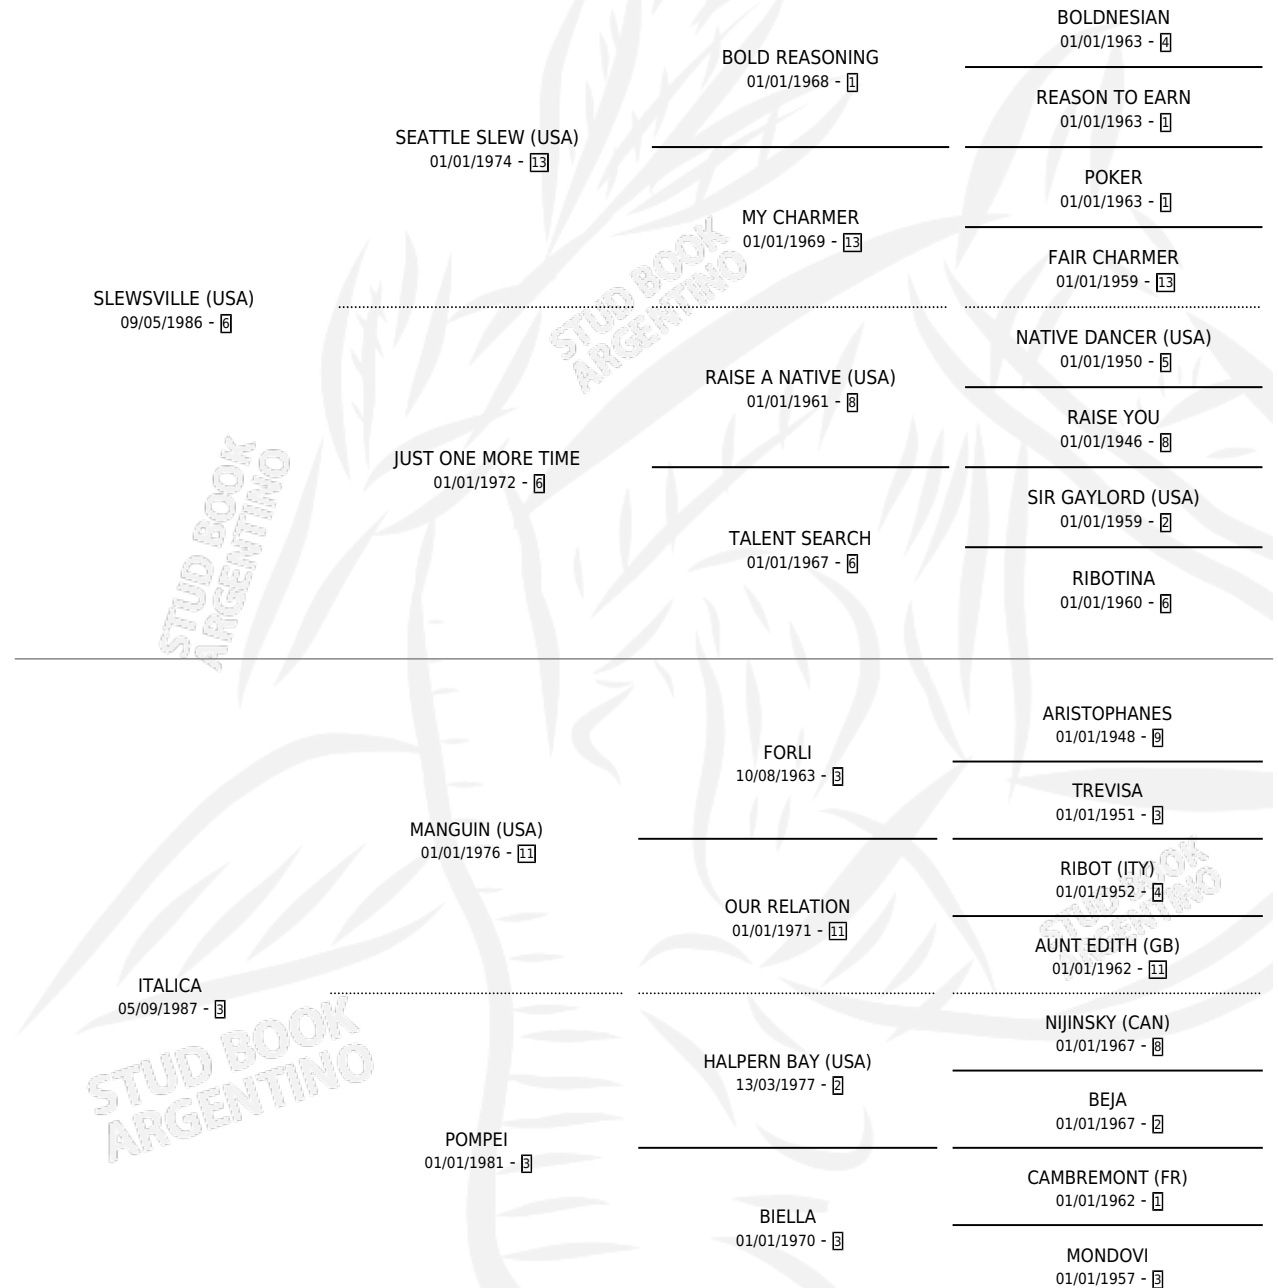 BOLDNESIAN
01/01/1963 - 4
BOLD REASONING
01/01/1968 - 1
REASON TO EARN
01/01/1963 - 1
SEATTLE SLEW (USA)
01/01/1974 - 13
POKER
01/01/1963 - 1
MY CHARMER
01/01/1969 - 13
FAIR CHARMER
01/01/1959 - 13
SLEWSVILLE (USA)
09/05/1986 - 6
NATIVE DANCER (USA)
01/01/1950 - 5
RAISE A NATIVE (USA)
01/01/1961 - 8
RAISE YOU
01/01/1946 - 8
JUST ONE MORE TIME
01/01/1972 - 6
SIR GAYLORD (USA)
01/01/1959 - 2
TALENT SEARCH
01/01/1967 - 6
RIBOTINA
01/01/1960 - 6
ARISTOPHANES
01/01/1948 - 9
FORLI
10/08/1963 - 3
TREVISA
01/01/1951 - 3
MANGUIN (USA)
01/01/1976 - 11
RIBOT (ITY)
01/01/1952 - 4
OUR RELATION
01/01/1971 - 11
AUNT EDITH (GB)
01/01/1962 - 11
ITALICA
05/09/1987 - 3
NIJINSKY (CAN)
01/01/1967 - 8
HALPERN BAY (USA)
13/03/1977 - 2
BEJA
01/01/1967 - 2
POMPEI
01/01/1981 - 3
CAMBREMONT (FR)
01/01/1962 - 1
BIELLA
01/01/1970 - 3
MONDOVI
01/01/1957 - 3
STUD BOOK
ARGENTINO
STUD BOOK
ARGENTINO
STUD BOOK
ARGENTINO
STUD BOOK
ARGENTINO